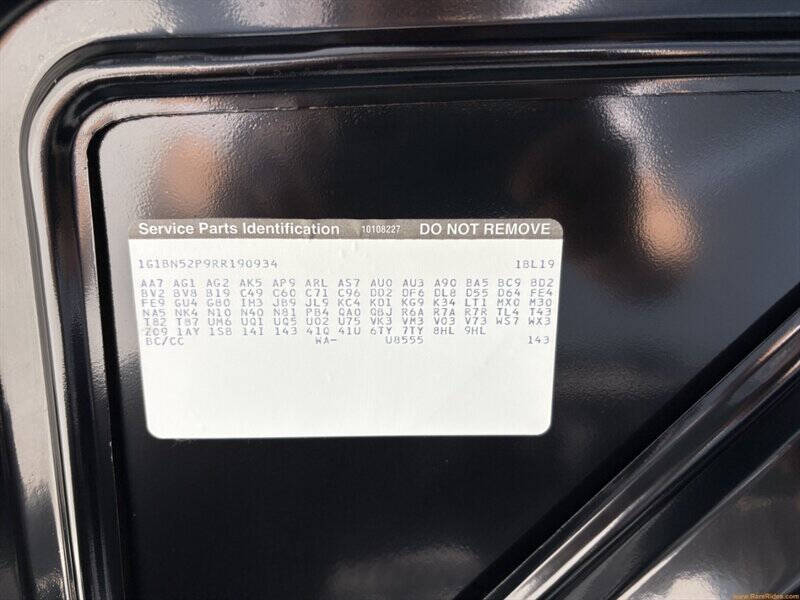 Service Parts Identification 10108227 DO NOT REMOVE
1G1BN52P9RR190934 1BL19
AA7 AG1 AG2 AK5 AP9 ARL AS7 AU0 AU3 A90 BA5 BC9 BD2
BV2 BV8 B19 C49 C60 C71 C96 DD2 DF6 DL8 D55 D64 FE4
FE9 GU4 G80 IH3 JB9 JL9 KC4 KD1 KG9 K34 LT1 MX0 M30
NA5 NK4 N10 N40 N81 PB4 QA0 QBJ R6A R7A R7R TL4 T43
T82 T87 UM6 UQ1 UQ5 U02 U75 VK3 VM3 V03 V73 WS7 WX3
Z09 1AY 1SB 14I 143 41Q 41U 6TY 7TY 8HL 9HL
BC/CC WA- U8555 143
www.RareRides.com